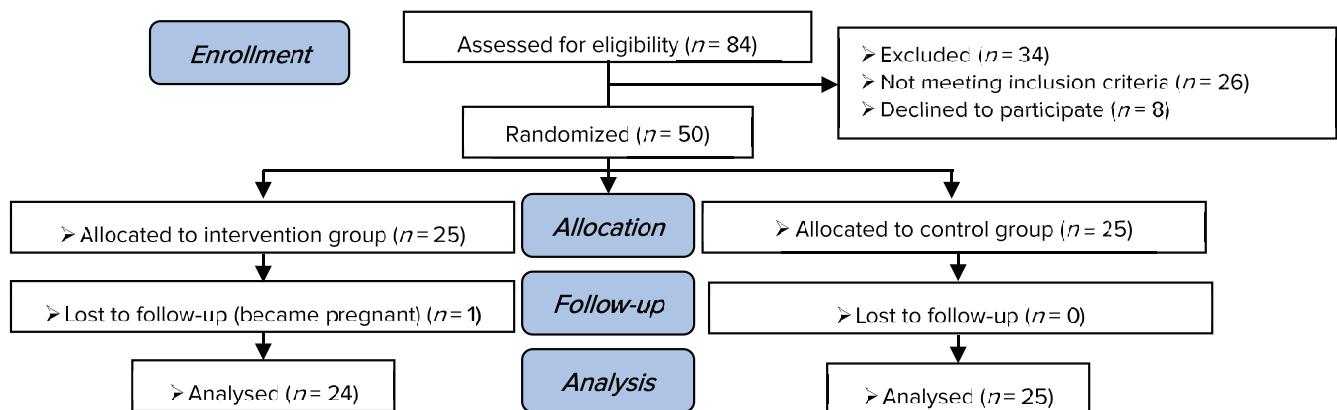 Enrollment
Assessed for eligibility (n = 84)
➢ Excluded (n = 34)
➢ Not meeting inclusion criteria (n = 26)
➢ Declined to participate (n = 8)
Randomized (n = 50)
➢ Allocated to intervention group (n = 25)
Allocation
➢ Allocated to control group (n = 25)
➢ Lost to follow-up (became pregnant) (n = 1)
Follow-up
➢ Lost to follow-up (n = 0)
➢ Analysed (n = 24)
Analysis
➢ Analysed (n = 25)